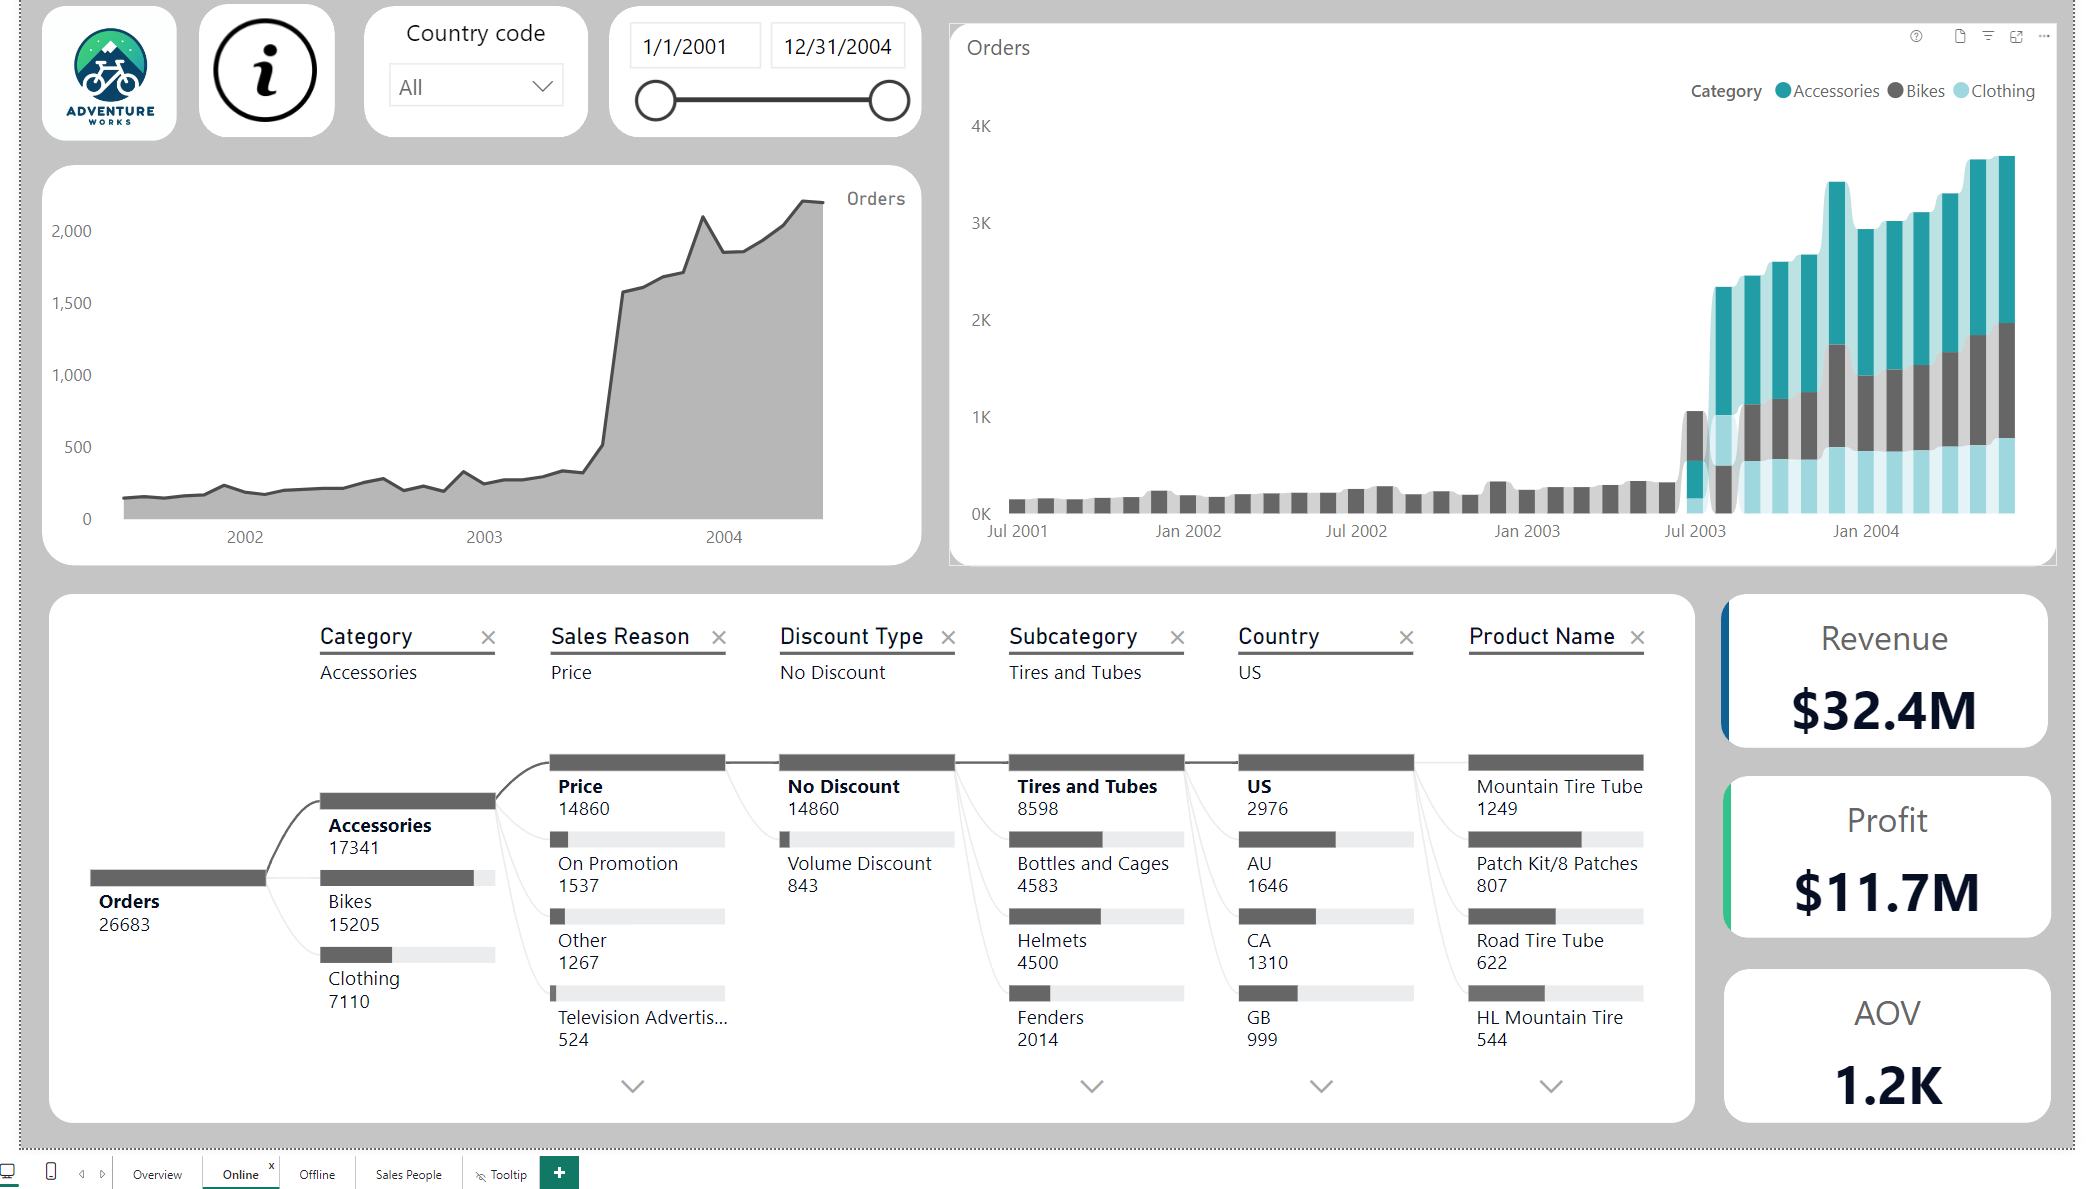 ADVENTURE
WORKS
i
Country code
All
1/1/2001
12/31/2004
Orders
2,000
1,500
1,000
500
0
2002
2003
2004
Orders
Category Accessories Bikes Clothing
4K
3K
2K
1K
0K
Jul 2001
Jan 2002
Jul 2002
Jan 2003
Jul 2003
Jan 2004
Category
Accessories
Sales Reason
Price
Discount Type
No Discount
Subcategory
Tires and Tubes
Country
US
Product Name
Orders
26683
Accessories
17341
Bikes
15205
Clothing
7110
Price
14860
On Promotion
1537
Other
1267
Television Advertis...
524
No Discount
14860
Volume Discount
843
Tires and Tubes
8598
Bottles and Cages
4583
Helmets
4500
Fenders
2014
US
2976
AU
1646
CA
1310
GB
999
Mountain Tire Tube
1249
Patch Kit/8 Patches
807
Road Tire Tube
622
HL Mountain Tire
544
Revenue
$32.4M
Profit
$11.7M
AOV
1.2K
Overview
Online
x
Offline
Sales People
Tooltip
+